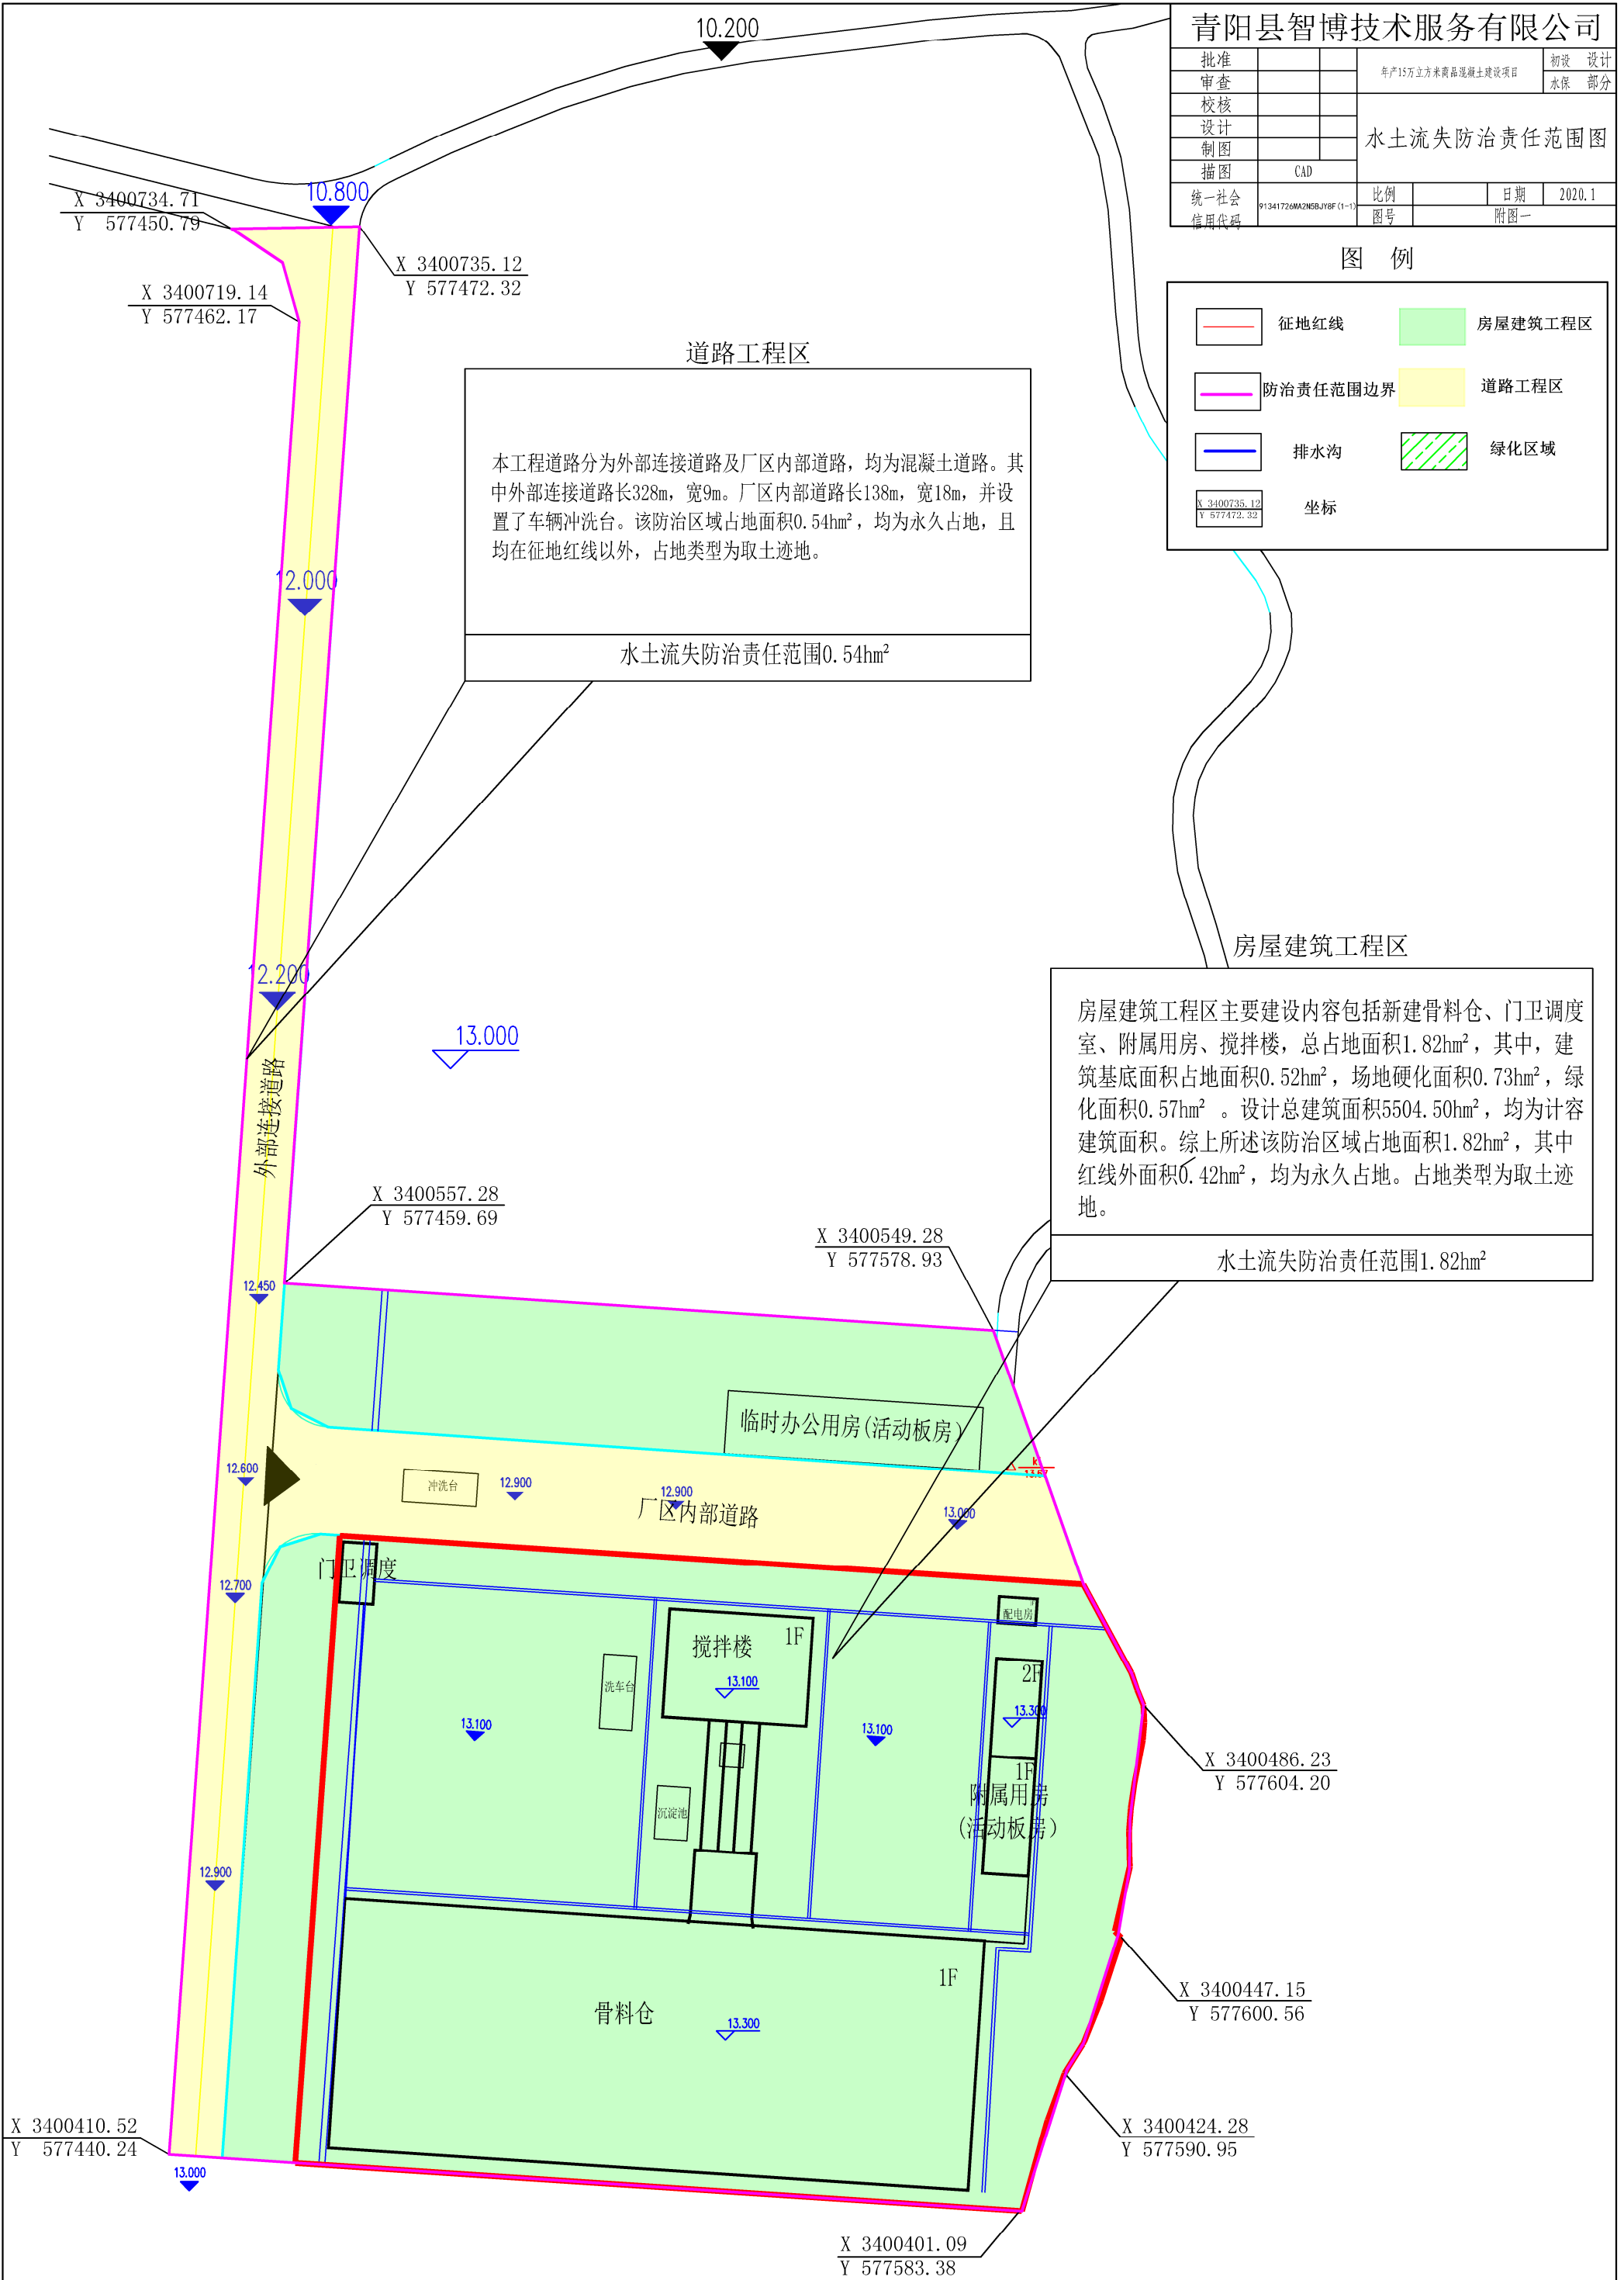 青阳县智博技术服务有限公司
批准
审查
校核
设计
制图
描图 CAD
统一社会
信用代码
91341726MA2N5BJY8F(1-1)
年产15万立方米商品混凝土建设项目
初设 设计
水保 部分
水土流失防治责任范围图
比例 日期 2020.1
图号 附图一
图 例
征地红线
房屋建筑工程区
防治责任范围边界
道路工程区
排水沟
绿化区域
X 3400735.12
Y 577472.32
坐标
10.200
10.800
X 3400734.71
Y 577450.79
X 3400735.12
Y 577472.32
X 3400719.14
Y 577462.17
道路工程区
本工程道路分为外部连接道路及厂区内部道路，均为混凝土道路。其
中外部连接道路长328m，宽9m。厂区内部道路长138m，宽18m，并设
置了车辆冲洗台。该防治区域占地面积0.54hm²，均为永久占地，且
均在征地红线以外，占地类型为取土迹地。
水土流失防治责任范围0.54hm²
12.000
12.200
13.000
外部连接道路
房屋建筑工程区
房屋建筑工程区主要建设内容包括新建骨料仓、门卫调度
室、附属用房、搅拌楼，总占地面积1.82hm²，其中，建
筑基底面积占地面积0.52hm²，场地硬化面积0.73hm²，绿
化面积0.57hm² 。设计总建筑面积5504.50hm²，均为计容
建筑面积。综上所述该防治区域占地面积1.82hm²，其中
红线外面积0.42hm²，均为永久占地。占地类型为取土迹
地。
水土流失防治责任范围1.82hm²
X 3400557.28
Y 577459.69
X 3400549.28
Y 577578.93
12.450
临时办公用房(活动板房)
12.600
冲洗台
12.900
12.900
厂区内部道路
13.000
门卫调度
12.700
配电房
搅拌楼
1F
13.100
洗车台
13.100
13.100
2F
13.300
1F
附属用房
(活动板房)
沉淀池
X 3400486.23
Y 577604.20
12.900
1F
骨料仓
13.300
X 3400447.15
Y 577600.56
X 3400424.28
Y 577590.95
X 3400410.52
Y 577440.24
13.000
X 3400401.09
Y 577583.38